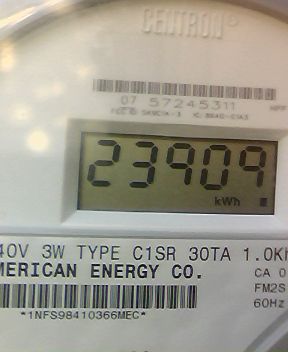 CENTRON®
07 57245311
23909
kWh
40V 3W TYPE C1SR 30TA 1.0Kh
MERICAN ENERGY CO.
CA 0
FM2S
60Hz
*1NFS98410366MEC*